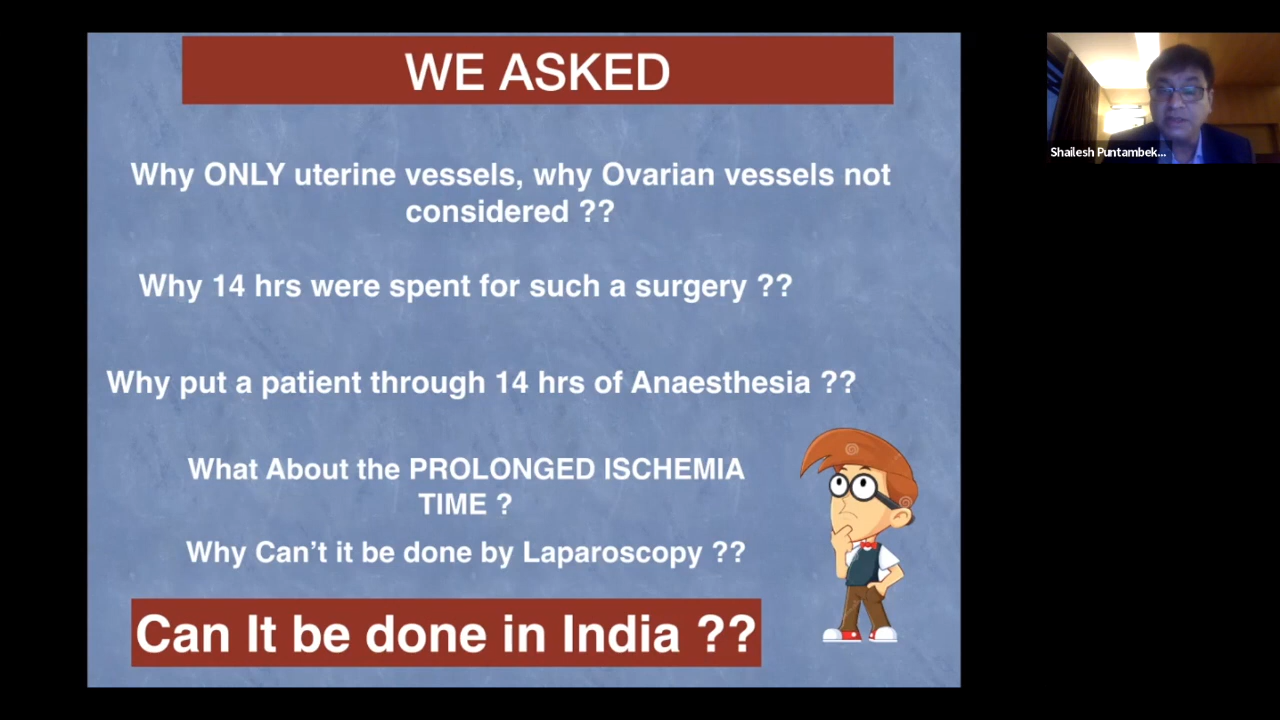 WE ASKED
Why ONLY uterine vessels, why Ovarian vessels not
considered ??
Why 14 hrs were spent for such a surgery ??
Why put a patient through 14 hrs of Anaesthesia ??
What About the PROLONGED ISCHEMIA
TIME ?
Why Can’t it be done by Laparoscopy ??
Can It be done in India ??
Shailesh Puntambek...